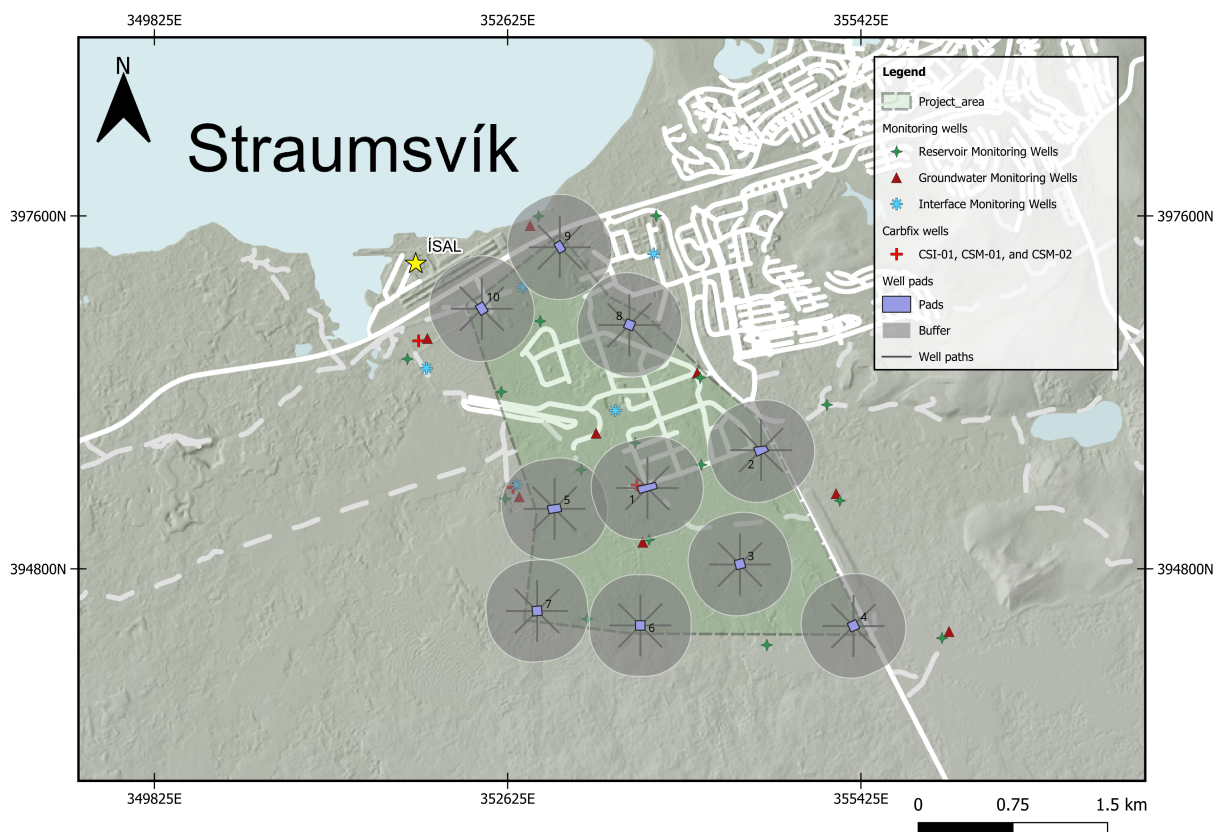 349825E 352625E 355425E
N
Straumsvík
Legend
Project_area
Monitoring wells
Reservoir Monitoring Wells
Groundwater Monitoring Wells
Interface Monitoring Wells
Carbfix wells
CSI-01, CSM-01, and CSM-02
Well pads
Pads
Buffer
Well paths
397600N 397600N
ÍSAL
9
10
8
2
1
5
3
7
6
4
394800N 394800N
349825E 352625E 355425E
0 0.75 1.5 km